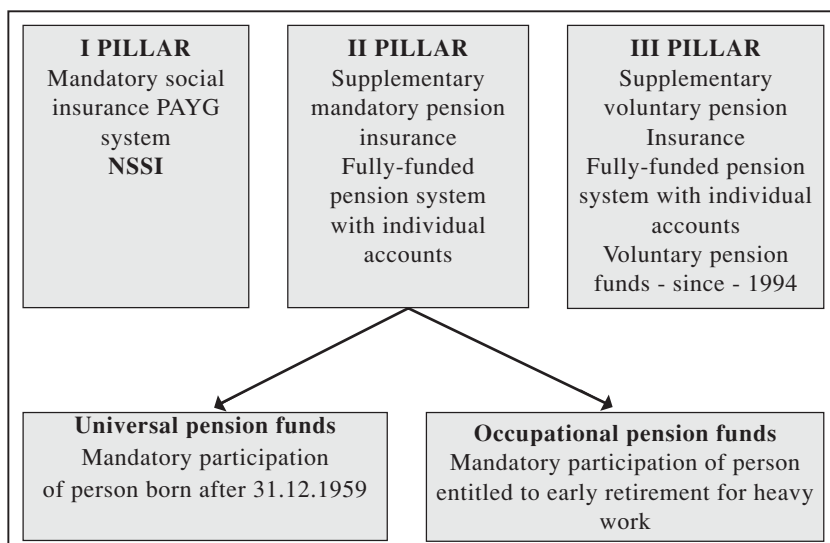 I PILLAR
Mandatory social
insurance PAYG
system
NSSI
II PILLAR
Supplementary
mandatory pension
insurance
Fully-funded
pension system
with individual
accounts
III PILLAR
Supplementary
voluntary pension
Insurance
Fully-funded pension
system with individual
accounts
Voluntary pension
funds - since - 1994
Universal pension funds
Mandatory participation
of person born after 31.12.1959
Occupational pension funds
Mandatory participation of person
entitled to early retirement for heavy
work